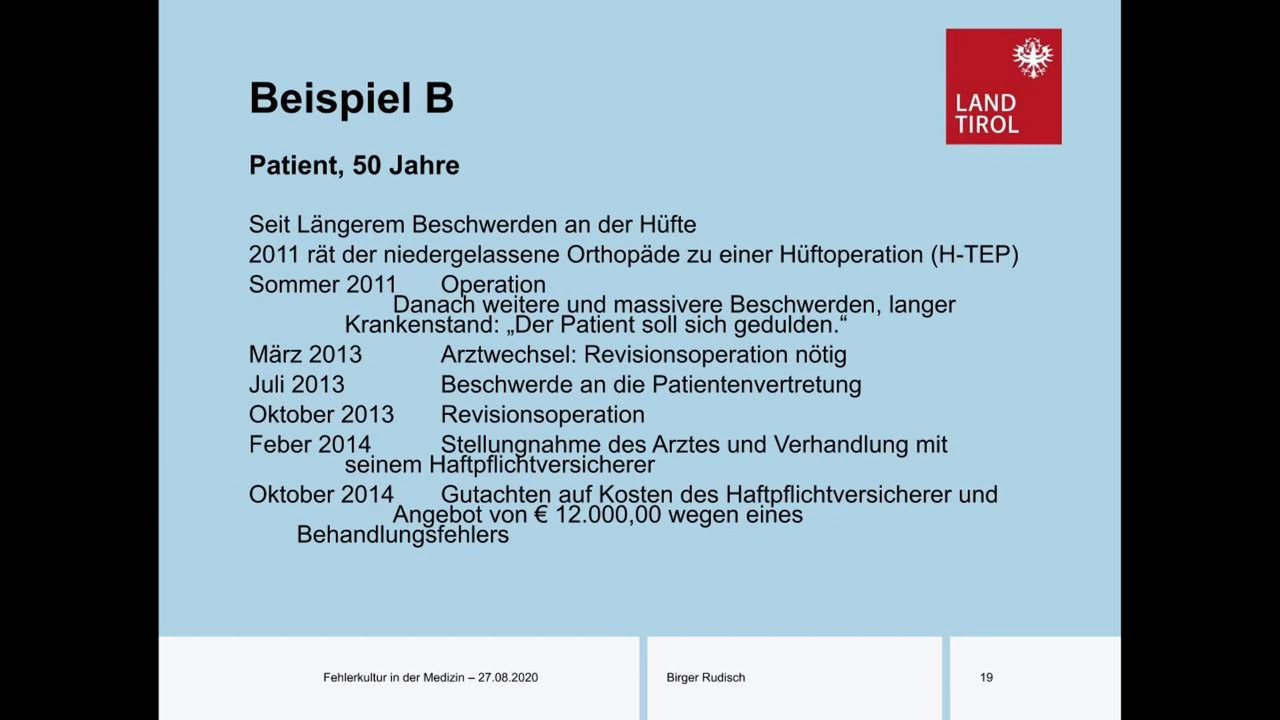 LAND
TIROL
Beispiel B
Patient, 50 Jahre
Seit Längerem Beschwerden an der Hüfte
2011 rät der niedergelassene Orthopäde zu einer Hüftoperation (H-TEP)
Sommer 2011 Operation
Danach weitere und massivere Beschwerden, langer
Krankenstand: „Der Patient soll sich gedulden.“
März 2013 Arztwechsel: Revisionsoperation nötig
Juli 2013 Beschwerde an die Patientenvertretung
Oktober 2013 Revisionsoperation
Feber 2014 Stellungnahme des Arztes und Verhandlung mit
seinem Haftpflichtversicherer
Oktober 2014 Gutachten auf Kosten des Haftpflichtversicherer und
Angebot von € 12.000,00 wegen eines
Behandlungsfehlers
Fehlerkultur in der Medizin – 27.08.2020
Birger Rudisch
19